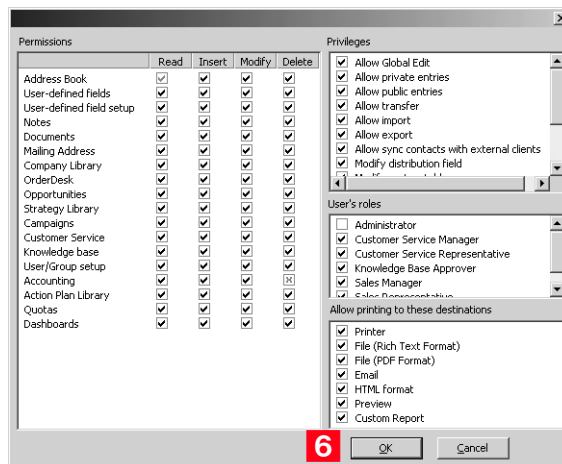 Permissions
Read Insert Modify Delete
Address Book
User-defined fields
User-defined field setup
Notes
Documents
Mailing Address
Company Library
OrderDesk
Opportunities
Strategy Library
Campaigns
Customer Service
Knowledge base
User/Group setup
Accounting
Action Plan Library
Quotas
Dashboards
Privileges
Allow Global Edit
Allow private entries
Allow public entries
Allow transfer
Allow import
Allow export
Allow sync contacts with external clients
Modify distribution field
User's roles
Administrator
Customer Service Manager
Customer Service Representative
Knowledge Base Approver
Sales Manager
Sales Representative
Allow printing to these destinations
Printer
File (Rich Text Format)
File (PDF Format)
Email
HTML format
Preview
Custom Report
6 OK Cancel